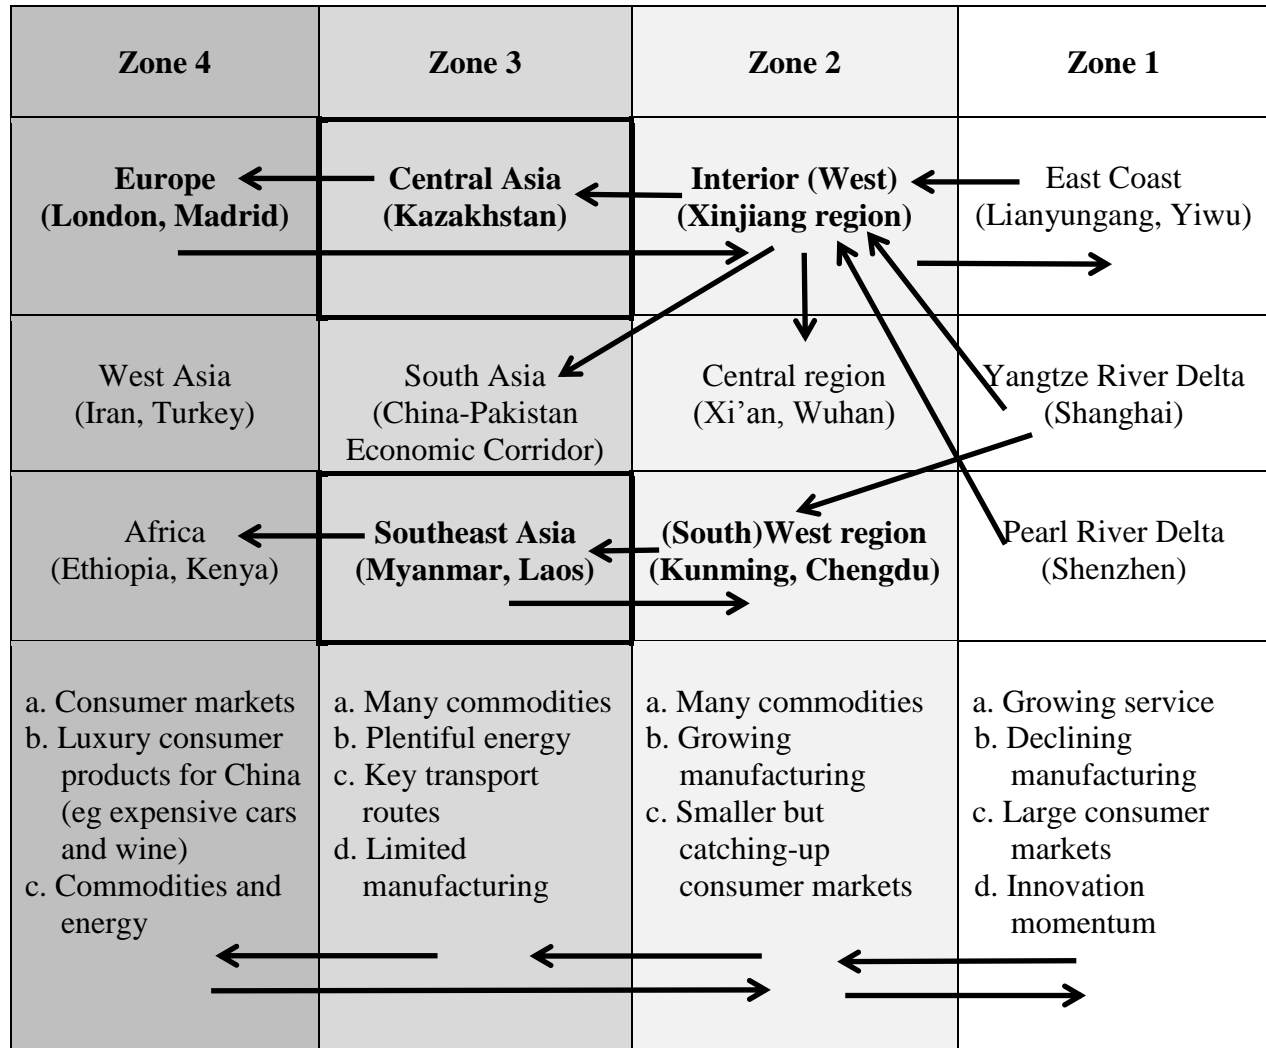 Zone 4
Zone 3
Zone 2
Zone 1
Europe
(London, Madrid)
Central Asia
(Kazakhstan)
Interior (West)
(Xinjiang region)
East Coast
(Lianyungang, Yiwu)
West Asia
(Iran, Turkey)
South Asia
(China-Pakistan
Economic Corridor)
Central region
(Xi’an, Wuhan)
Yangtze River Delta
(Shanghai)
Africa
(Ethiopia, Kenya)
Southeast Asia
(Myanmar, Laos)
(South)West region
(Kunming, Chengdu)
Pearl River Delta
(Shenzhen)
a. Consumer markets
b. Luxury consumer
products for China
(eg expensive cars
and wine)
c. Commodities and
energy
a. Many commodities
b. Plentiful energy
c. Key transport
routes
d. Limited
manufacturing
a. Many commodities
b. Growing
manufacturing
c. Smaller but
catching-up
consumer markets
a. Growing service
b. Declining
manufacturing
c. Large consumer
markets
d. Innovation
momentum